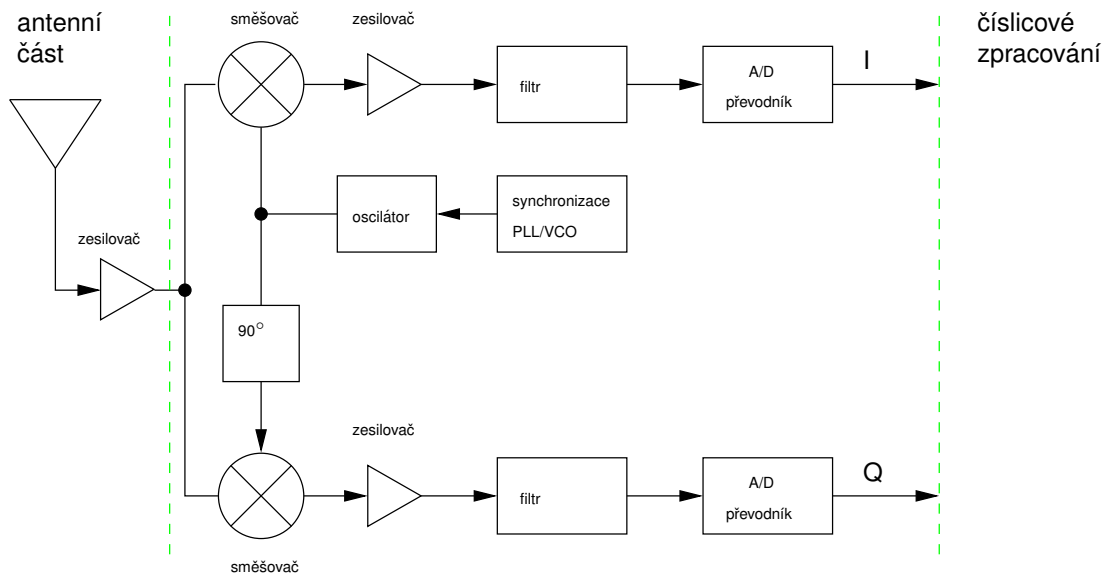 antenní
část
směšovač
zesilovač
číslicové
zpracování
filtr
A/D
převodník
I
oscilátor
synchronizace
PLL/VCO
zesilovač
90°
zesilovač
filtr
A/D
převodník
Q
směšovač